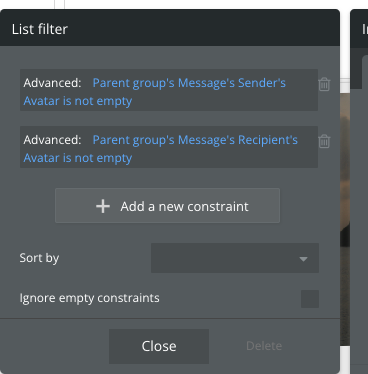 List filter
Advanced: Parent group's Message's Sender's
Avatar is not empty
Advanced: Parent group's Message's Recipient's
Avatar is not empty
+ Add a new constraint
Sort by
Ignore empty constraints
Close
Delete